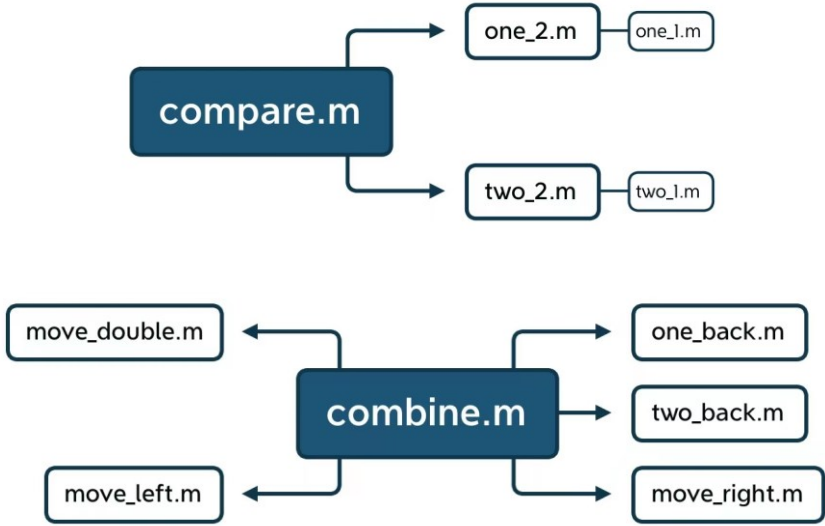 one_2.m
one_1.m
compare.m
two_2.m
two_1.m
move_double.m
one_back.m
combine.m
two_back.m
move_left.m
move_right.m